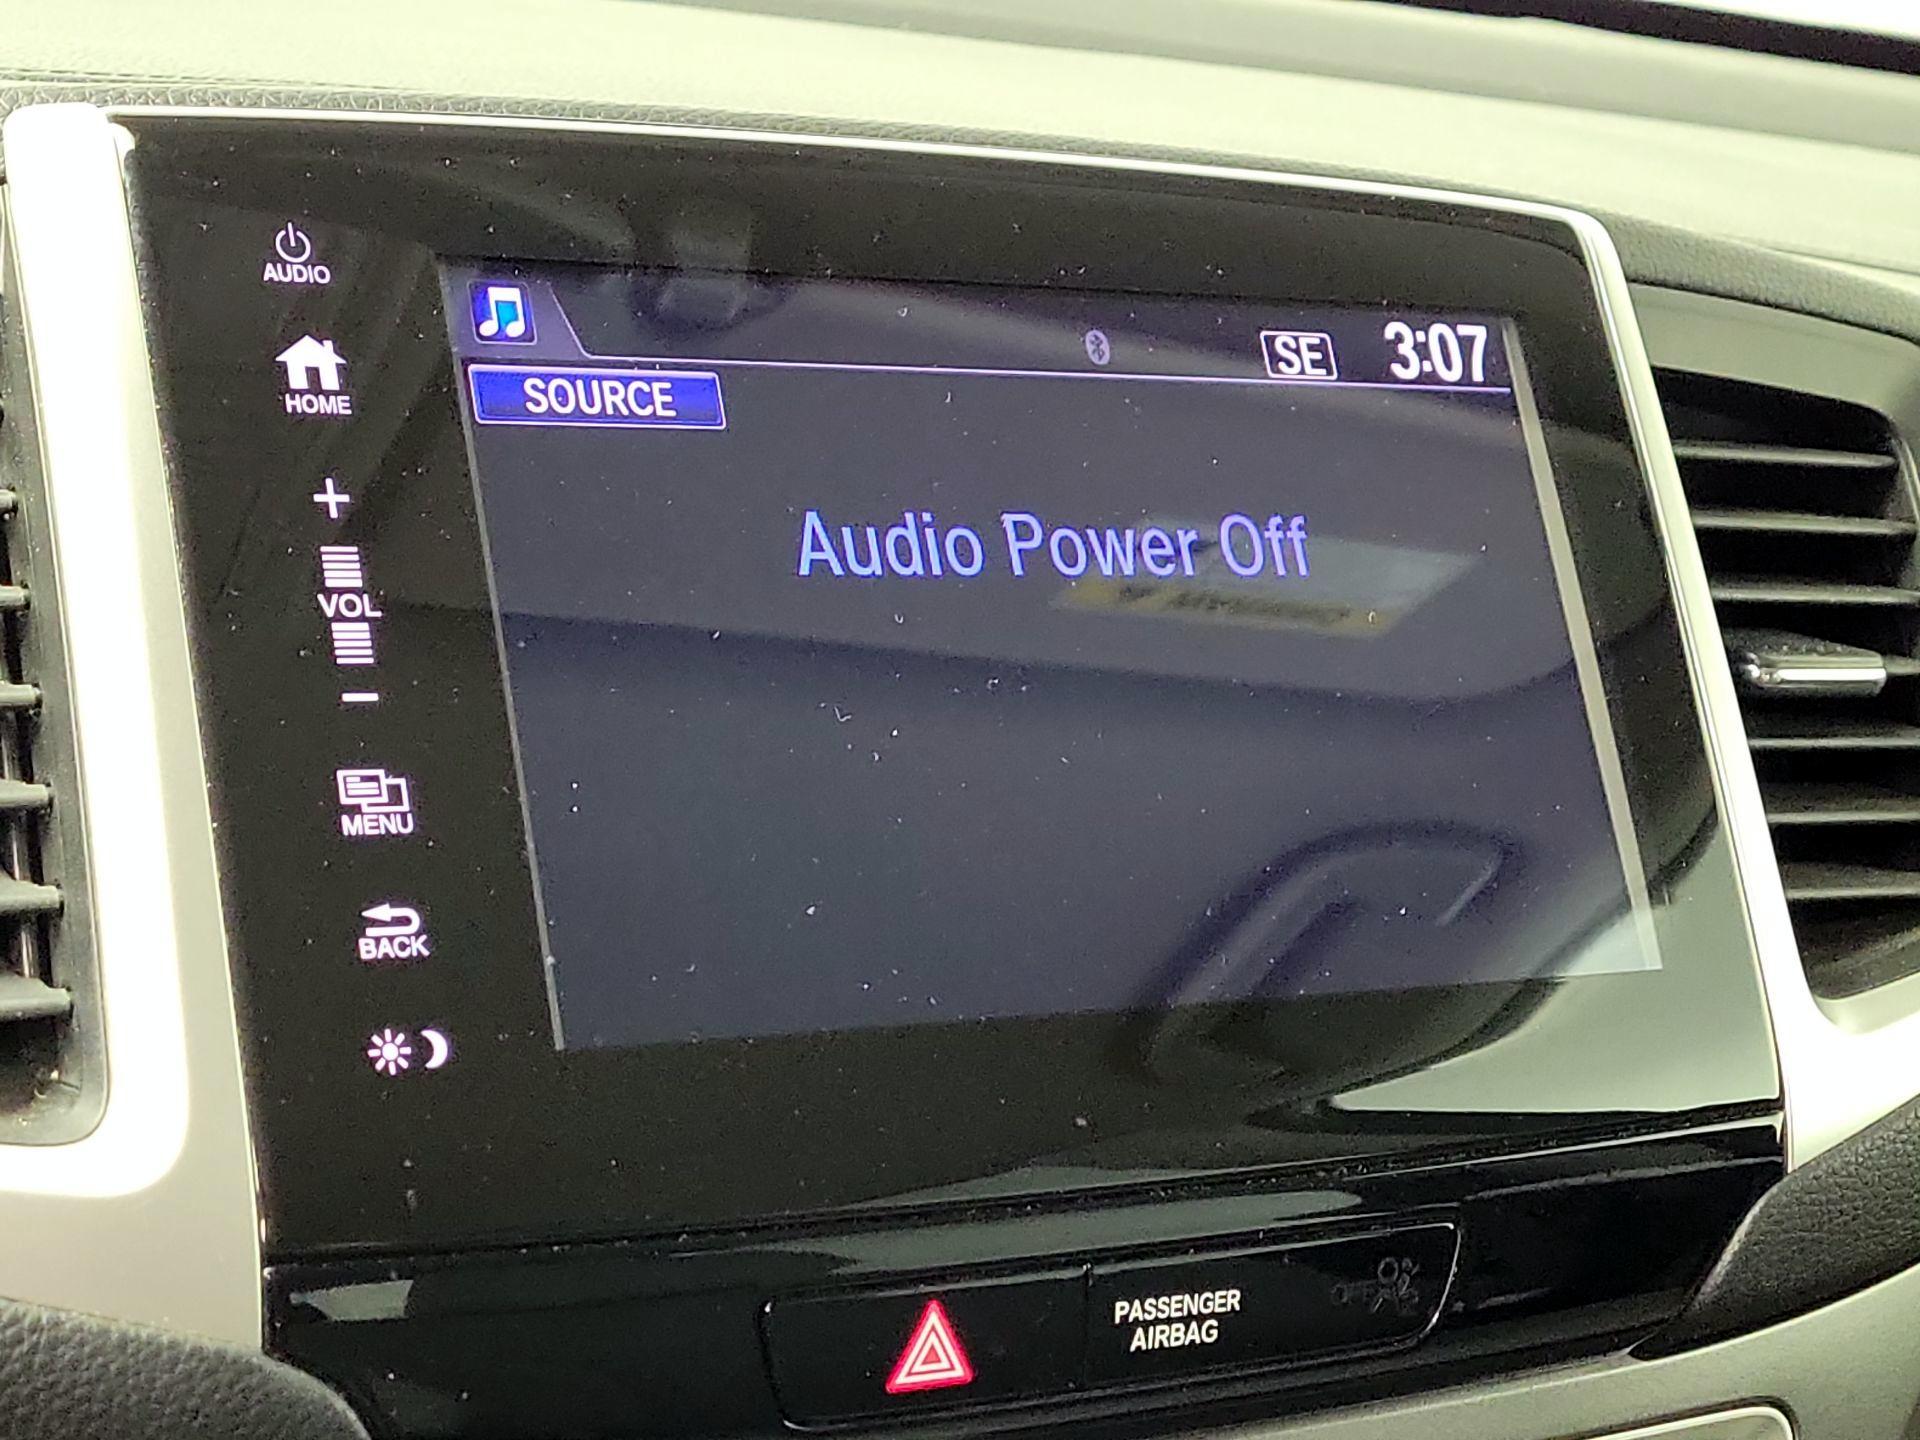 AUDIO
HOME
+
VOL
−
MENU
BACK
SE 3:07
SOURCE
Audio Power Off
PASSENGER
AIRBAG